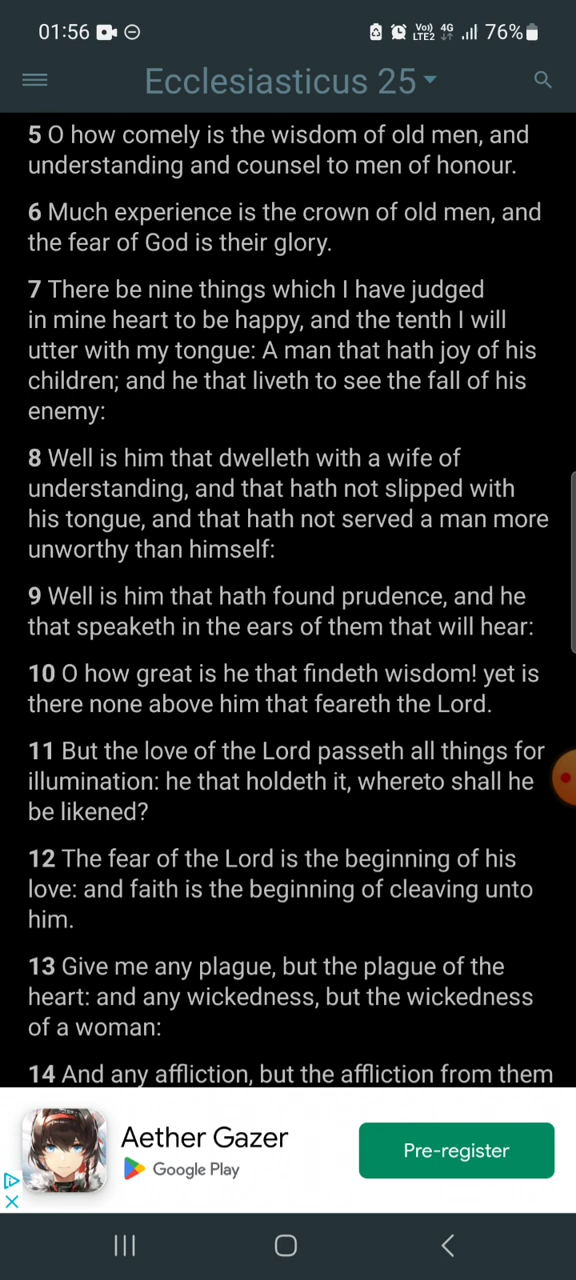 01:56
Vo)) 4G
LTE2
76%
Ecclesiasticus 25
5 O how comely is the wisdom of old men, and
understanding and counsel to men of honour.
6 Much experience is the crown of old men, and
the fear of God is their glory.
7 There be nine things which I have judged
in mine heart to be happy, and the tenth I will
utter with my tongue: A man that hath joy of his
children; and he that liveth to see the fall of his
enemy:
8 Well is him that dwelleth with a wife of
understanding, and that hath not slipped with
his tongue, and that hath not served a man more
unworthy than himself:
9 Well is him that hath found prudence, and he
that speaketh in the ears of them that will hear:
10 O how great is he that findeth wisdom! yet is
there none above him that feareth the Lord.
11 But the love of the Lord passeth all things for
illumination: he that holdeth it, whereto shall he
be likened?
12 The fear of the Lord is the beginning of his
love: and faith is the beginning of cleaving unto
him.
13 Give me any plague, but the plague of the
heart: and any wickedness, but the wickedness
of a woman:
14 And any affliction, but the affliction from them
Aether Gazer
Google Play
Pre-register